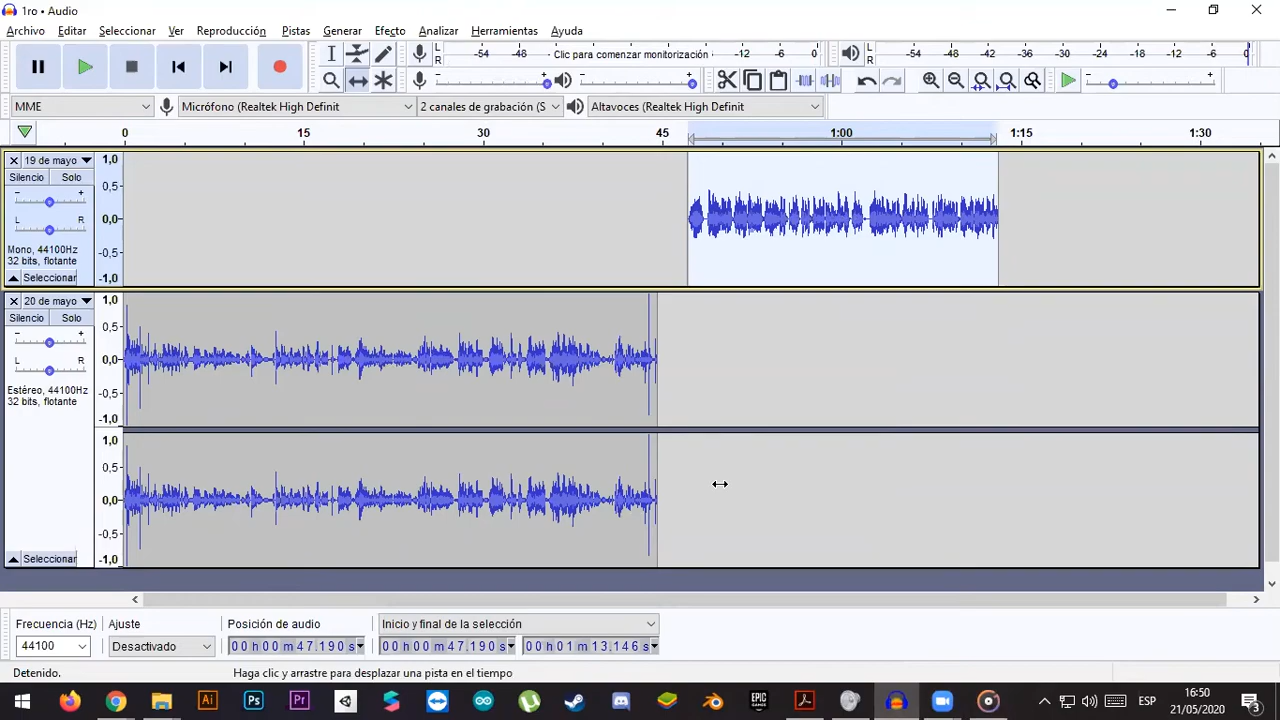 1ro • Audio
Archivo Editar Seleccionar Ver Reproducción Pistas Generar Efecto Analizar Herramientas Ayuda
L R -54 -48 - Clic para comenzar monitorización -12 -6 0
L R -54 -48 -42 -36 -30 -24 -18 -12 -6 0
MME Micrófono (Realtek High Definit 2 canales de grabación (S Altavoces (Realtek High Definit
0 15 30 45 1:00 1:15 1:30
19 de mayo 1,0
Silencio Solo 0,5
- +
L R 0,0
Mono, 44100Hz -0,5
32 bits, flotante
Seleccionar -1,0
20 de mayo 1,0
Silencio Solo 0,5
- +
L R 0,0
Estéreo, 44100Hz -0,5
32 bits, flotante
-1,0
1,0
0,5
0,0
-0,5
Seleccionar -1,0
Frecuencia (Hz) Ajuste Posición de audio Inicio y final de la selección
44100 Desactivado 00 h 00 m 47.190 s 00 h 00 m 47.190 s 00 h 01 m 13.146 s
Detenido. Haga clic y arrastre para desplazar una pista en el tiempo
Ai Ps Pr EPIC GAMES ESP 16:50
21/05/2020 3